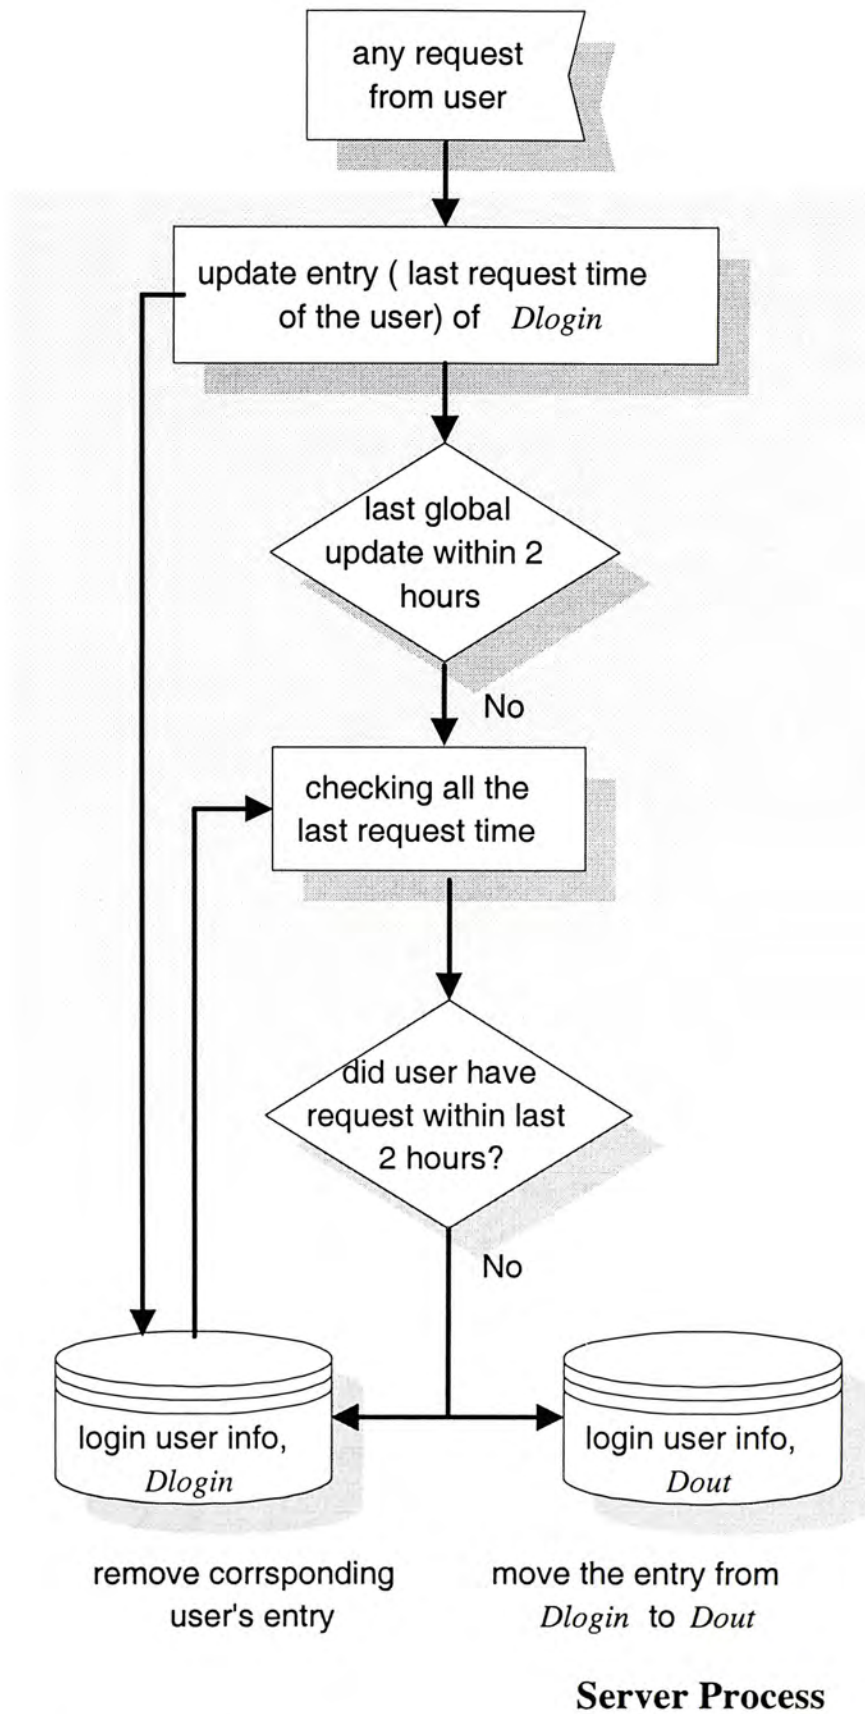 any request
from user
update entry ( last request time
of the user) of Dlogin
last global
update within 2
hours
No
checking all the
last request time
did user have
request within last
2 hours?
No
login user info,
Dlogin
login user info,
Dout
remove corrsponding
user's entry
move the entry from
Dlogin to Dout
Server Process